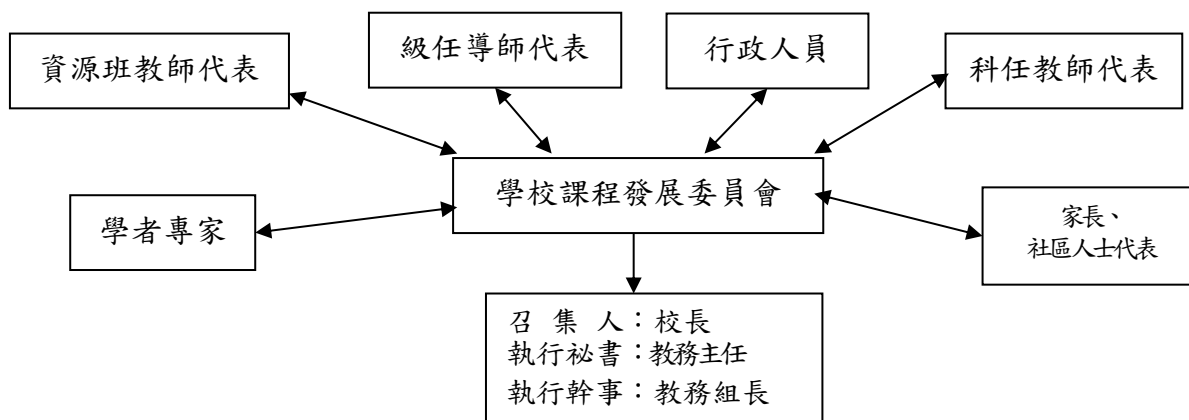 資源班教師代表
級任導師代表
行政人員
科任教師代表
學校課程發展委員會
學者專家
家長、
社區人士代表
召 集 人：校長
執行祕書：教務主任
執行幹事：教務組長